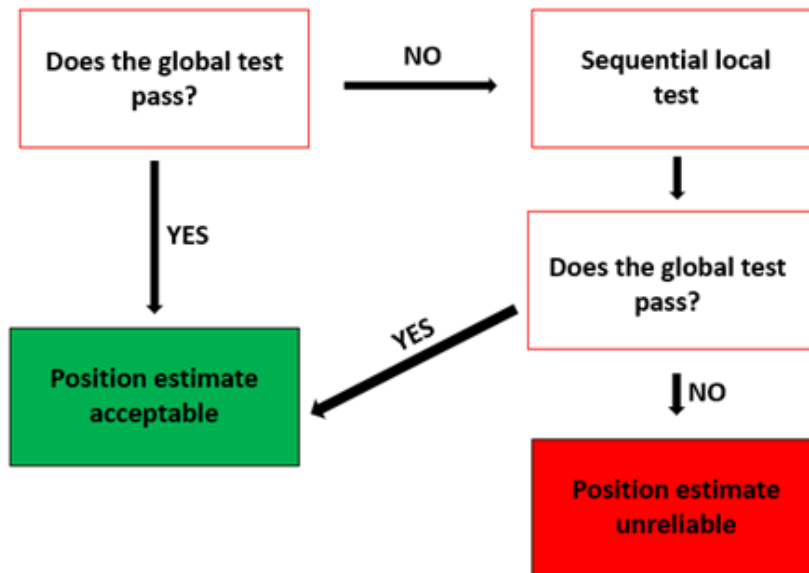 Does the global test
pass?
NO
Sequential local
test
YES
Does the global test
pass?
YES
Position estimate
acceptable
NO
Position estimate
unreliable